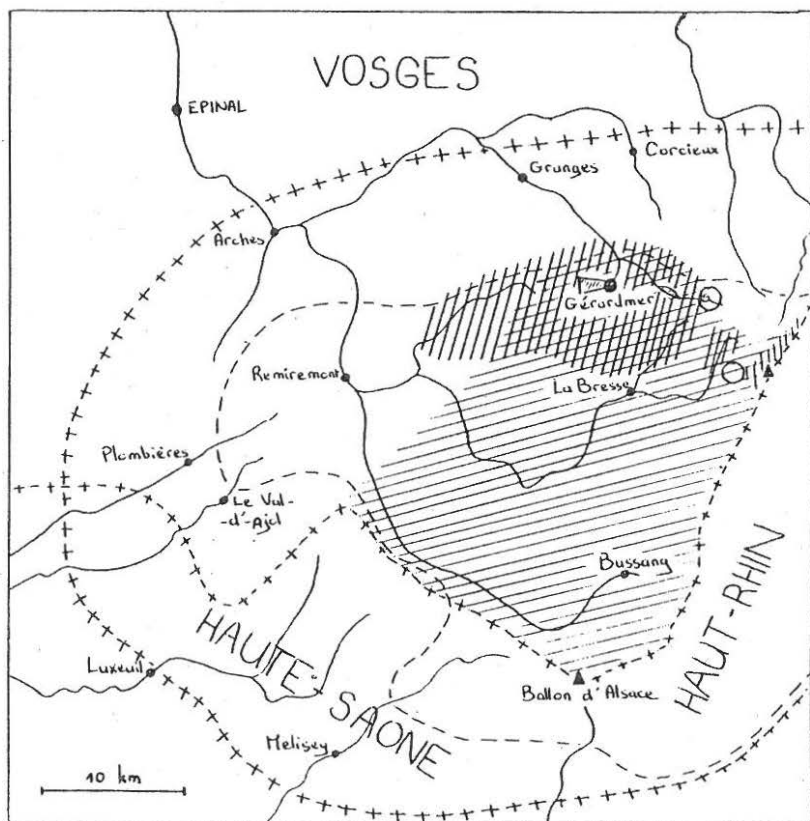 VOSGES
EPINAL
Corcieux
Granges
Arches
Gérardmer
Remiremont
La Bresse
Plombières
Le Val-
-d'Ajol
Bussang
HAUT-RHIN
HAUTE-SAONE
Luxeuil
Ballon d'Alsace
Melisey
10 km